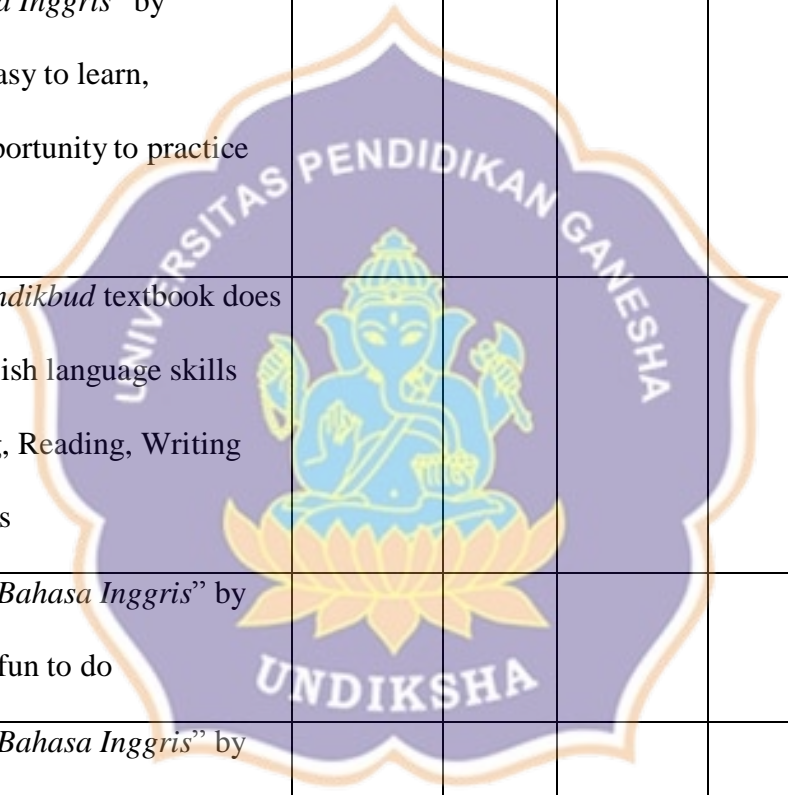 Inggris” by
asy to learn,
portunity to practice
UNIVERSITAS PENDIDIKAN GANESHA
ndikbud textbook does
ish language skills
g, Reading, Writing
s
Bahasa Inggris” by
fun to do
UNDIKSHA
Bahasa Inggris” by